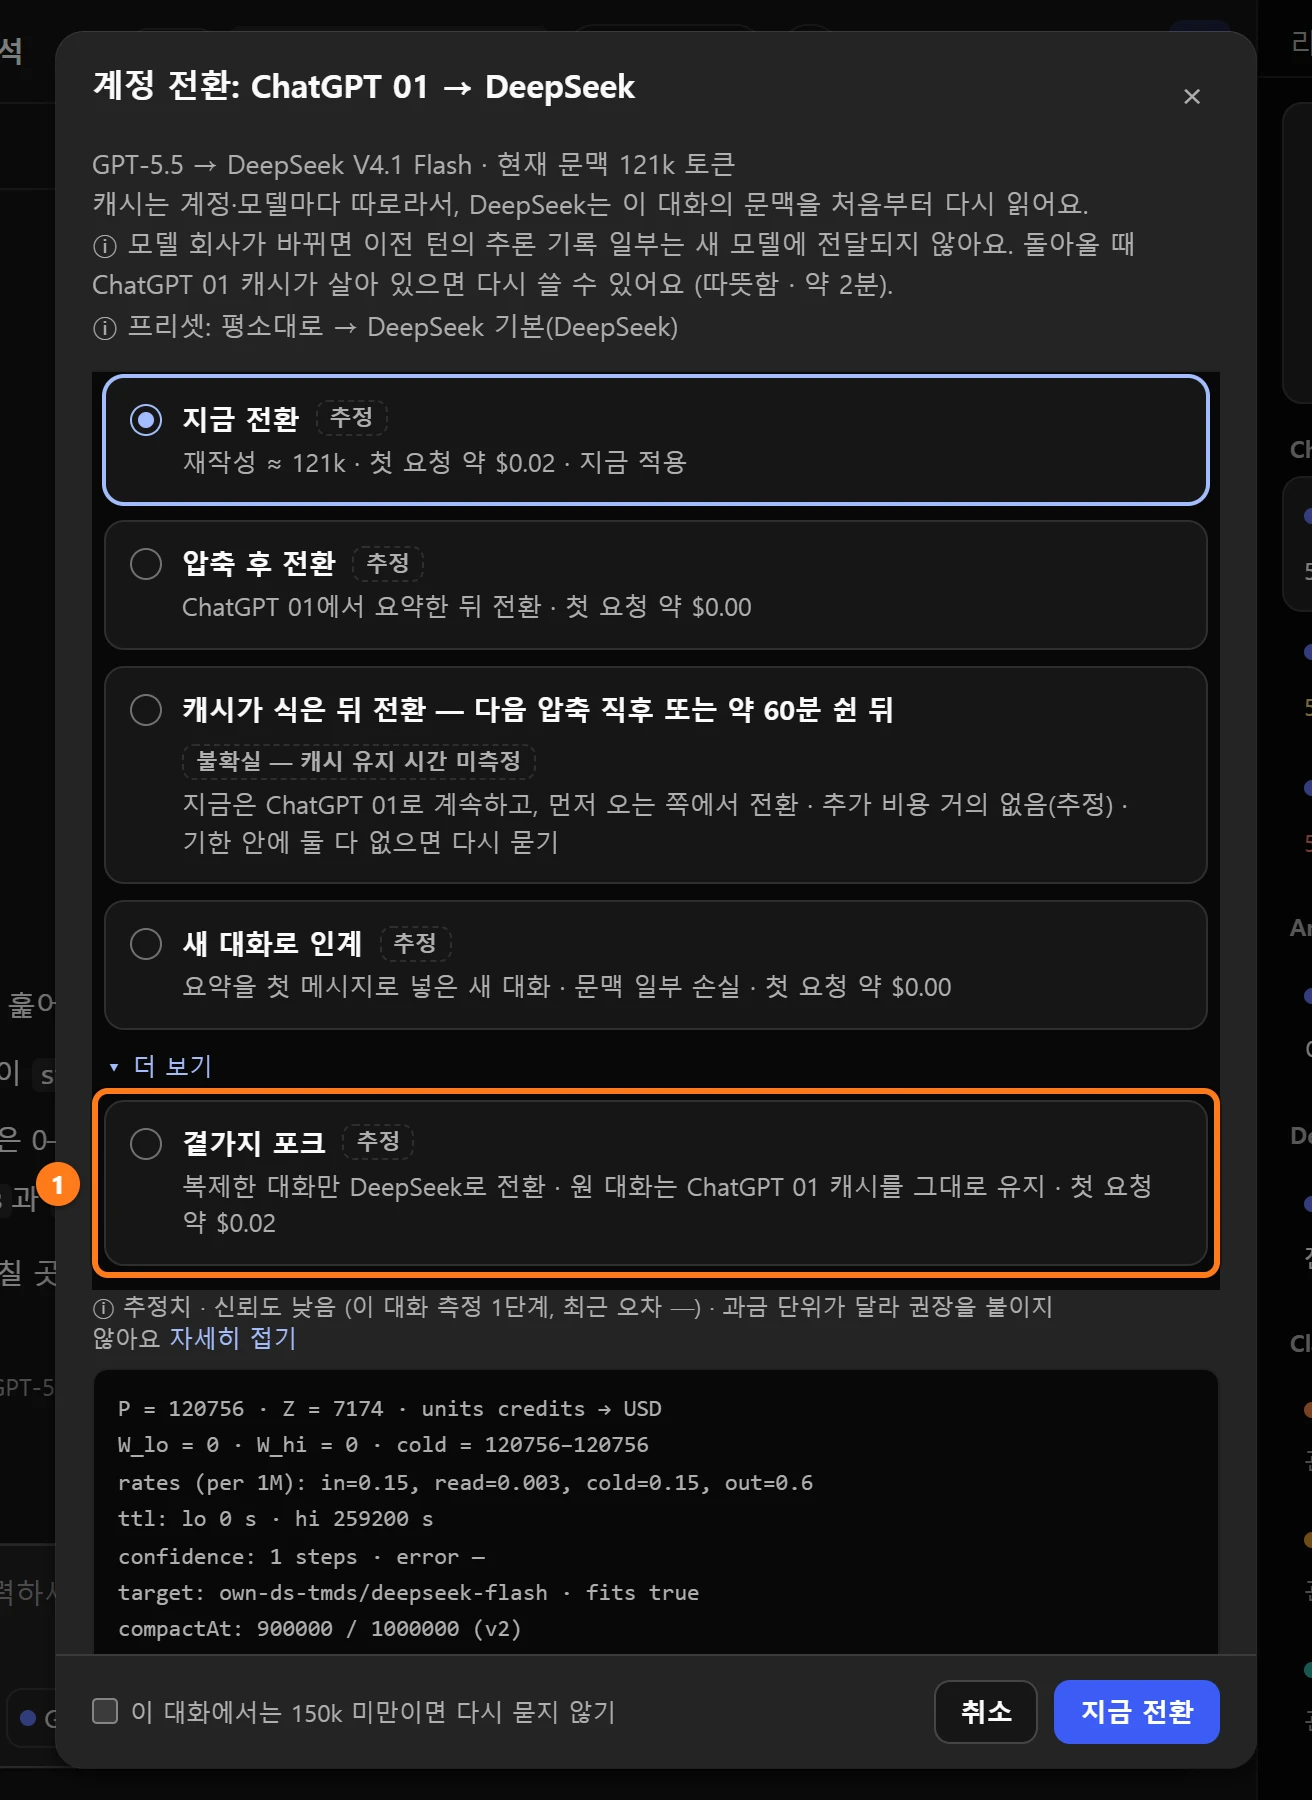 석
계정 전환: ChatGPT 01 → DeepSeek
×
GPT-5.5 → DeepSeek V4.1 Flash · 현재 문맥 121k 토큰
캐시는 계정·모델마다 따로라서, DeepSeek는 이 대화의 문맥을 처음부터 다시 읽어요.
ⓘ 모델 회사가 바뀌면 이전 턴의 추론 기록 일부는 새 모델에 전달되지 않아요. 돌아올 때
ChatGPT 01 캐시가 살아 있으면 다시 쓸 수 있어요 (따뜻함 · 약 2분).
ⓘ 프리셋: 평소대로 → DeepSeek 기본(DeepSeek)
지금 전환 추정
재작성 ≈ 121k · 첫 요청 약 $0.02 · 지금 적용
압축 후 전환 추정
ChatGPT 01에서 요약한 뒤 전환 · 첫 요청 약 $0.00
캐시가 식은 뒤 전환 — 다음 압축 직후 또는 약 60분 쉰 뒤
불확실 — 캐시 유지 시간 미측정
지금은 ChatGPT 01로 계속하고, 먼저 오는 쪽에서 전환 · 추가 비용 거의 없음(추정) ·
기한 안에 둘 다 없으면 다시 묻기
새 대화로 인계 추정
요약을 첫 메시지로 넣은 새 대화 · 문맥 일부 손실 · 첫 요청 약 $0.00
▾ 더 보기
곁가지 포크 추정
1
복제한 대화만 DeepSeek로 전환 · 원 대화는 ChatGPT 01 캐시를 그대로 유지 · 첫 요청
약 $0.02
ⓘ 추정치 · 신뢰도 낮음 (이 대화 측정 1단계, 최근 오차 —) · 과금 단위가 달라 권장을 붙이지
않아요 자세히 접기
P = 120756 · Z = 7174 · units credits → USD
W_lo = 0 · W_hi = 0 · cold = 120756–120756
rates (per 1M): in=0.15, read=0.003, cold=0.15, out=0.6
ttl: lo 0 s · hi 259200 s
confidence: 1 steps · error —
target: own-ds-tmds/deepseek-flash · fits true
compactAt: 900000 / 1000000 (v2)
이 대화에서는 150k 미만이면 다시 묻지 않기
취소
지금 전환